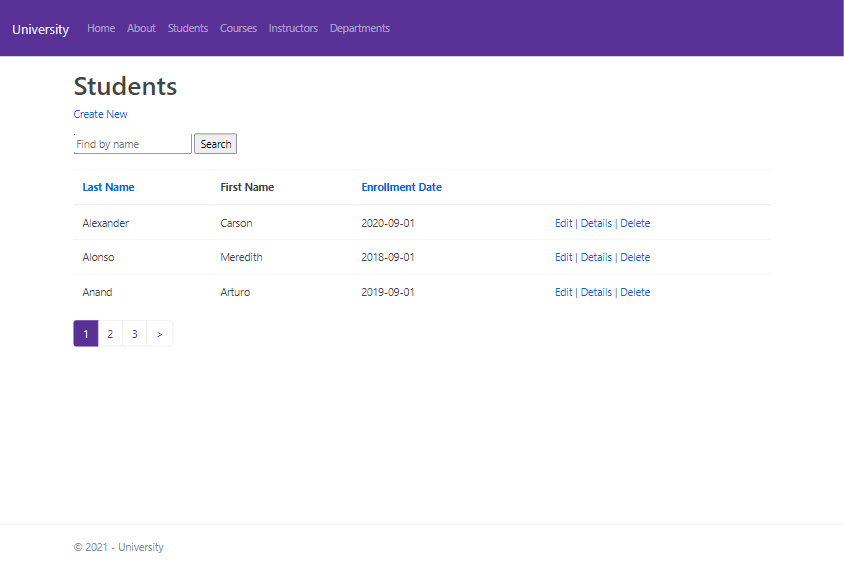 University Home About Students Courses Instructors Departments
Students
Create New
Find by name Search
Last Name First Name Enrollment Date
Alexander Carson 2020-09-01 Edit | Details | Delete
Alonso Meredith 2018-09-01 Edit | Details | Delete
Anand Arturo 2019-09-01 Edit | Details | Delete
1 2 3 >
© 2021 - University